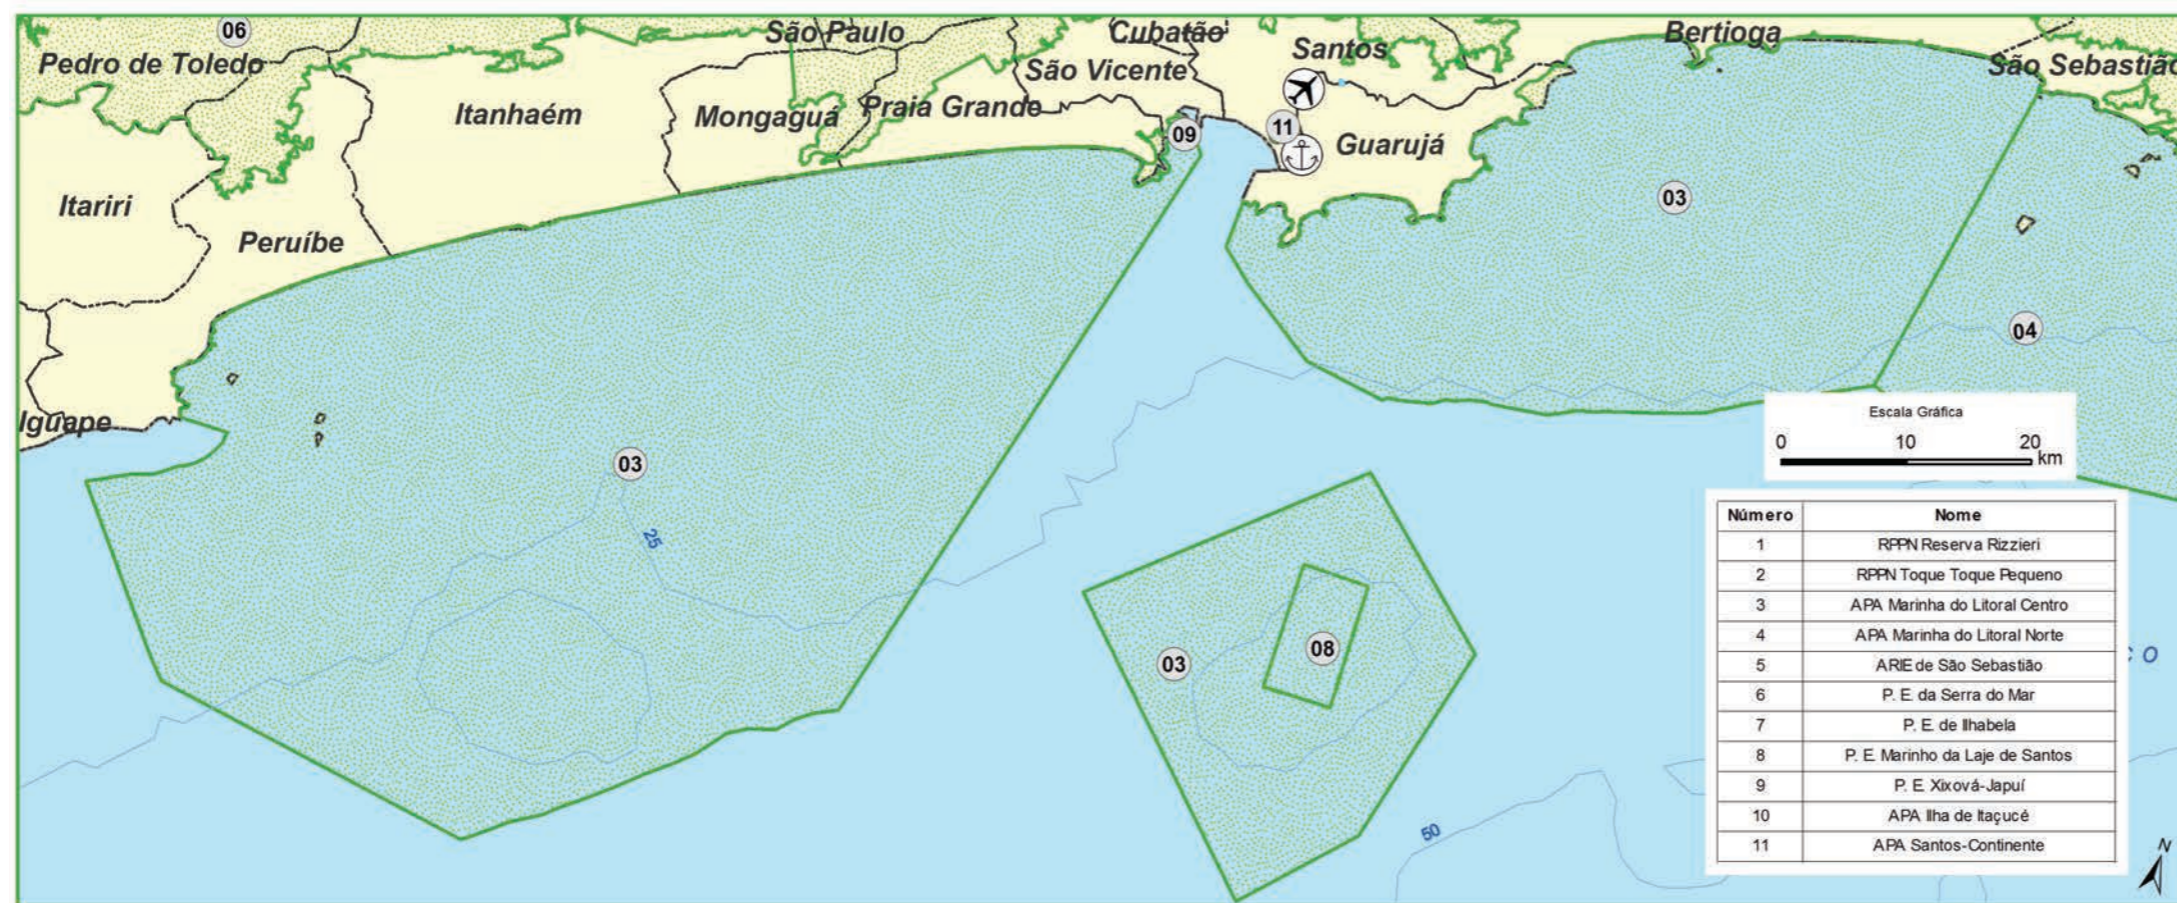 06
São Paulo
Cubatão
Santos
Bertioga
Pedro de Toledo
São Vicente
São Sebastião
Itanhaém
Mongaguá
Praia Grande
09
11
Guarujá
Itariri
Peruíbe
03
04
Iguape
Escala Gráfica
0 10 20
km
03
25
03
08
50
Número Nome
1 RPPN Reserva Rizzieri
2 RPPN Toque Toque Pequeno
3 APA Marinha do Litoral Centro
4 APA Marinha do Litoral Norte
5 ARIE de São Sebastião
6 P. E. da Serra do Mar
7 P. E. de Ilhabela
8 P. E. Marinho da Laje de Santos
9 P. E. Xixová-Japuí
10 APA Ilha de Itaçucê
11 APA Santos-Continente
C O
N